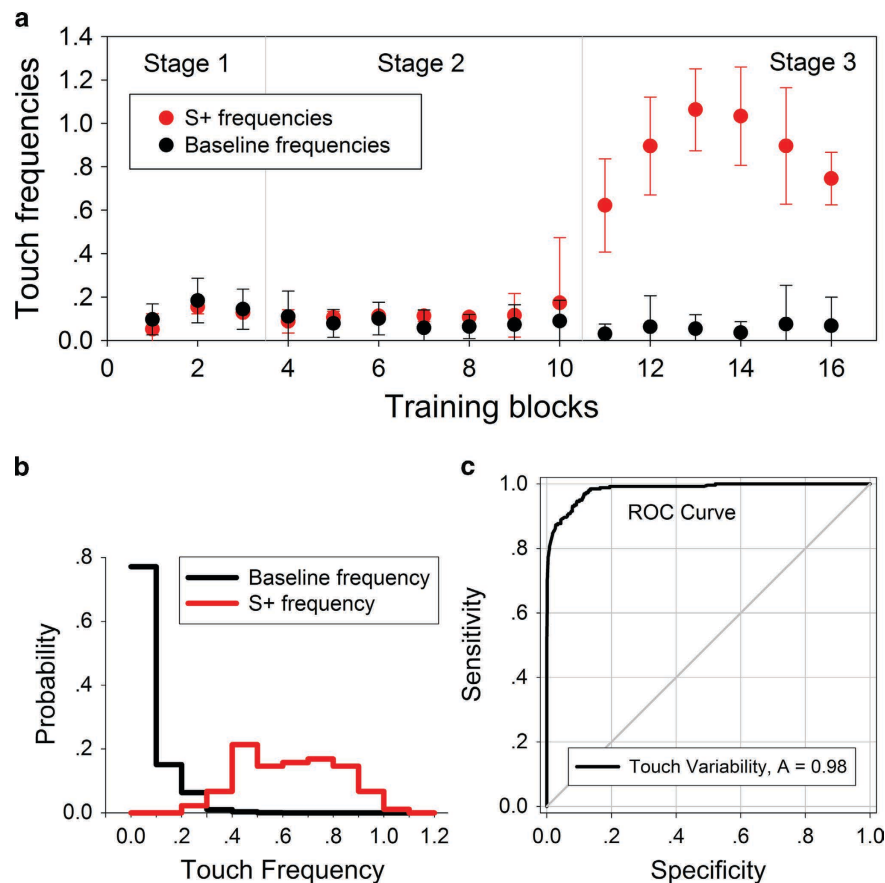 a
Touch frequencies
1.4
1.2
1.0
.8
.6
.4
.2
0.0
Stage 1 Stage 2 Stage 3
S+ frequencies
Baseline frequencies
0 2 4 6 8 10 12 14 16
Training blocks
b
Probability
.8
.6
.4
.2
0.0
Baseline frequency
S+ frequency
0.0 .2 .4 .6 .8 1.0 1.2
Touch Frequency
c
Sensitivity
1.0
.8
.6
.4
.2
0.0
ROC Curve
Touch Variability, A = 0.98
0.0 .2 .4 .6 .8 1.0
Specificity